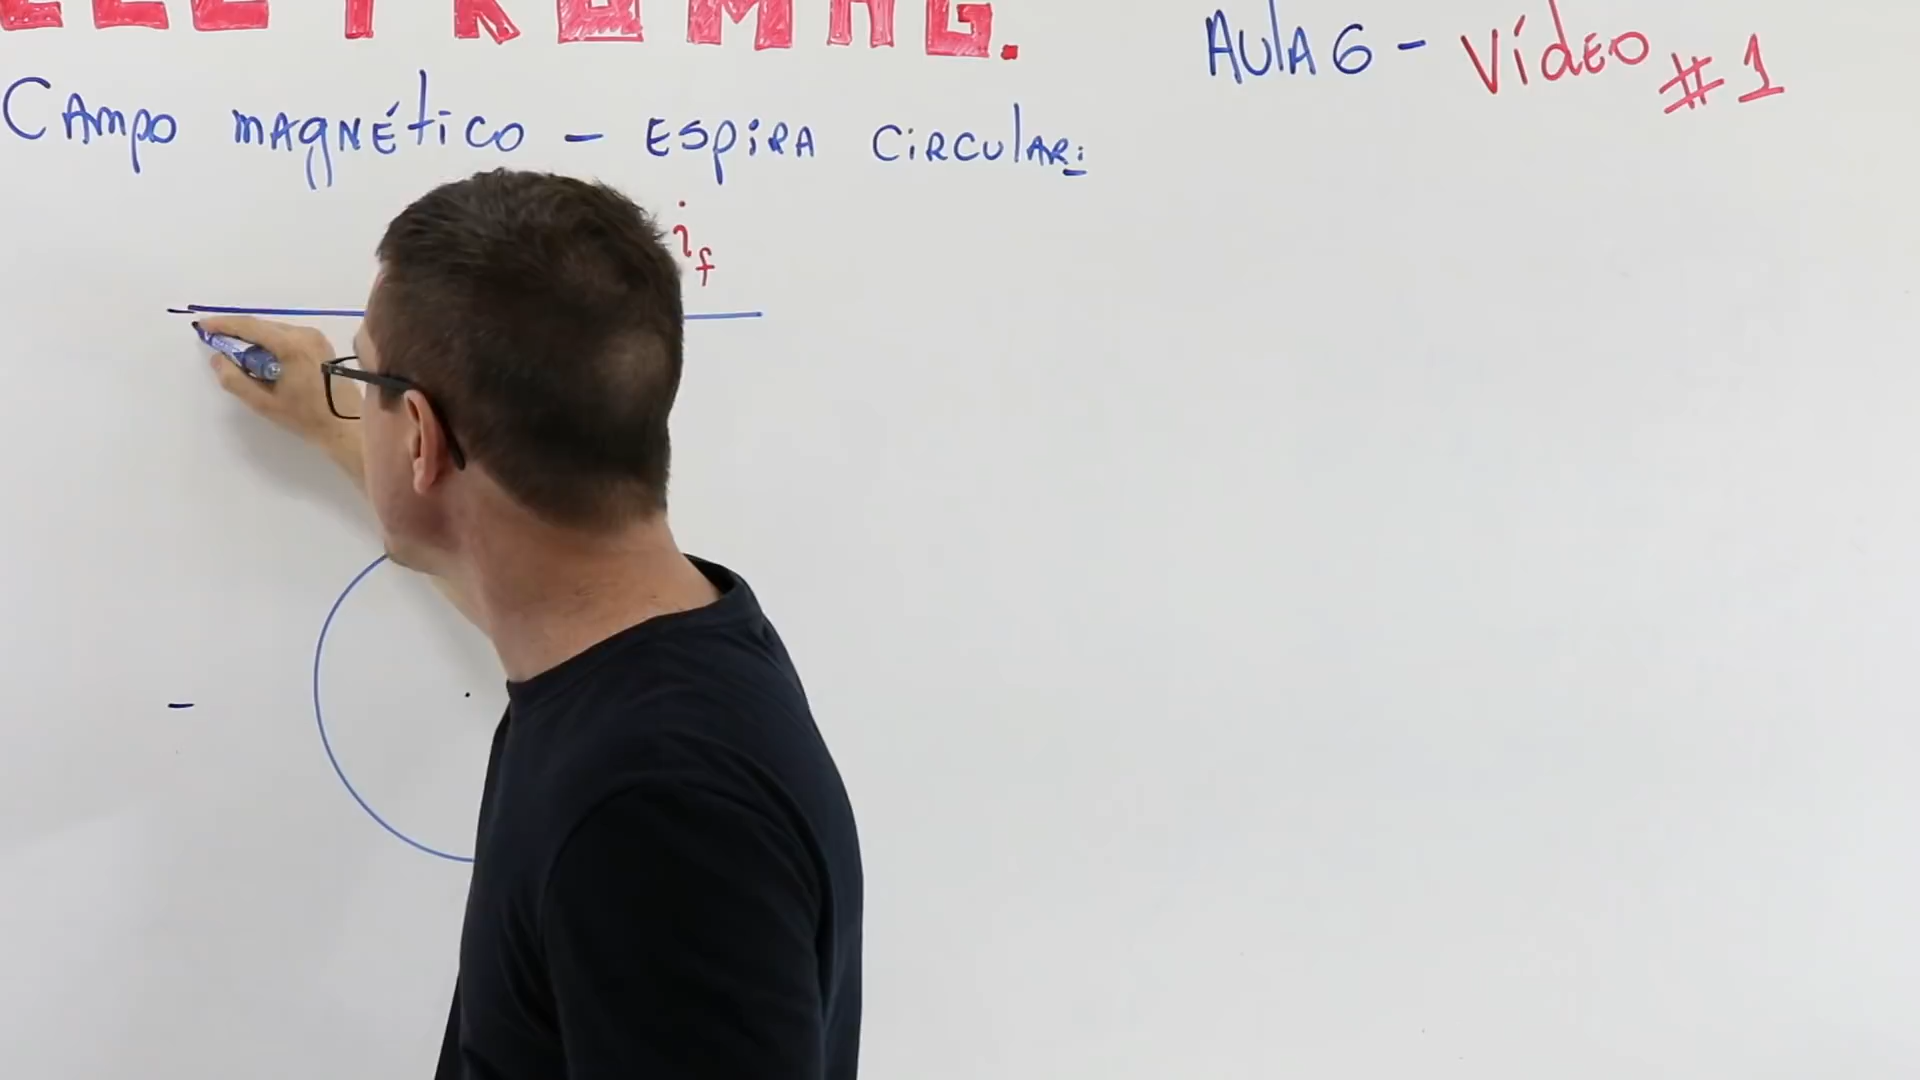 ELETROMAG.
Aula 6 - Vídeo #1
Campo magnético - espira circular:
i f